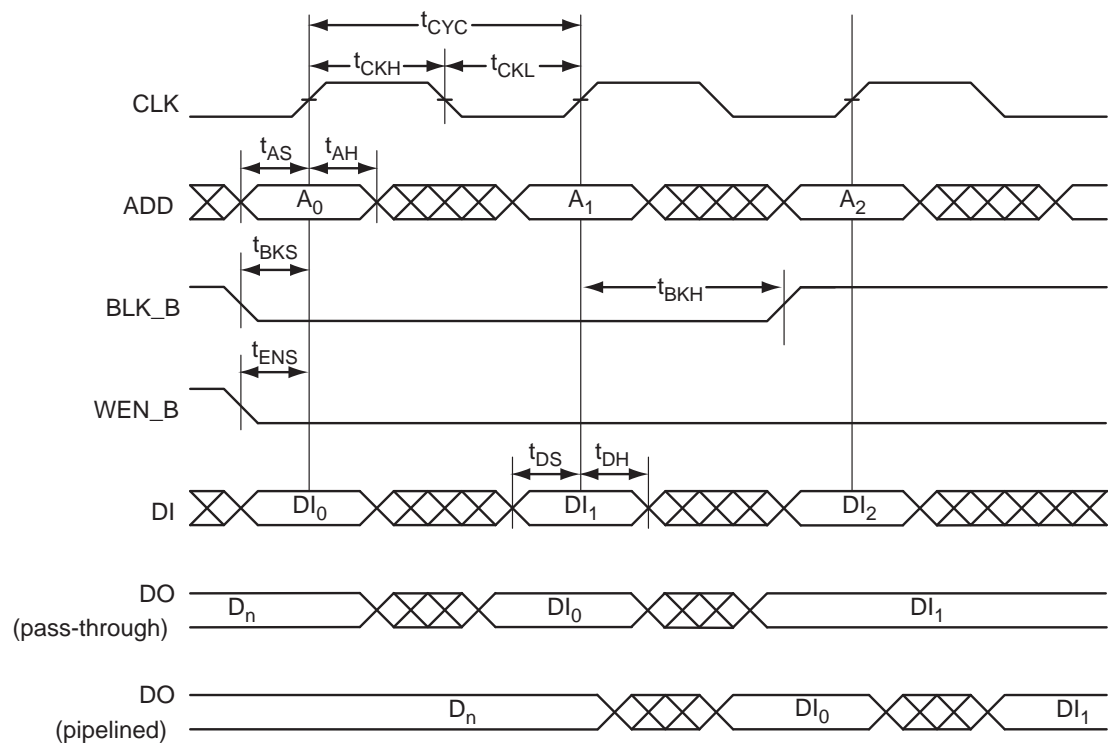 tCYC
tCKH tCKL
CLK
tAS tAH
ADD A0 A1 A2
tBKS
BLK_B tBKH
tENS
WEN_B
tDS tDH
DI DI0 DI1 DI2
DO
(pass-through) Dn DI0 DI1
DO
(pipelined) Dn DI0 DI1